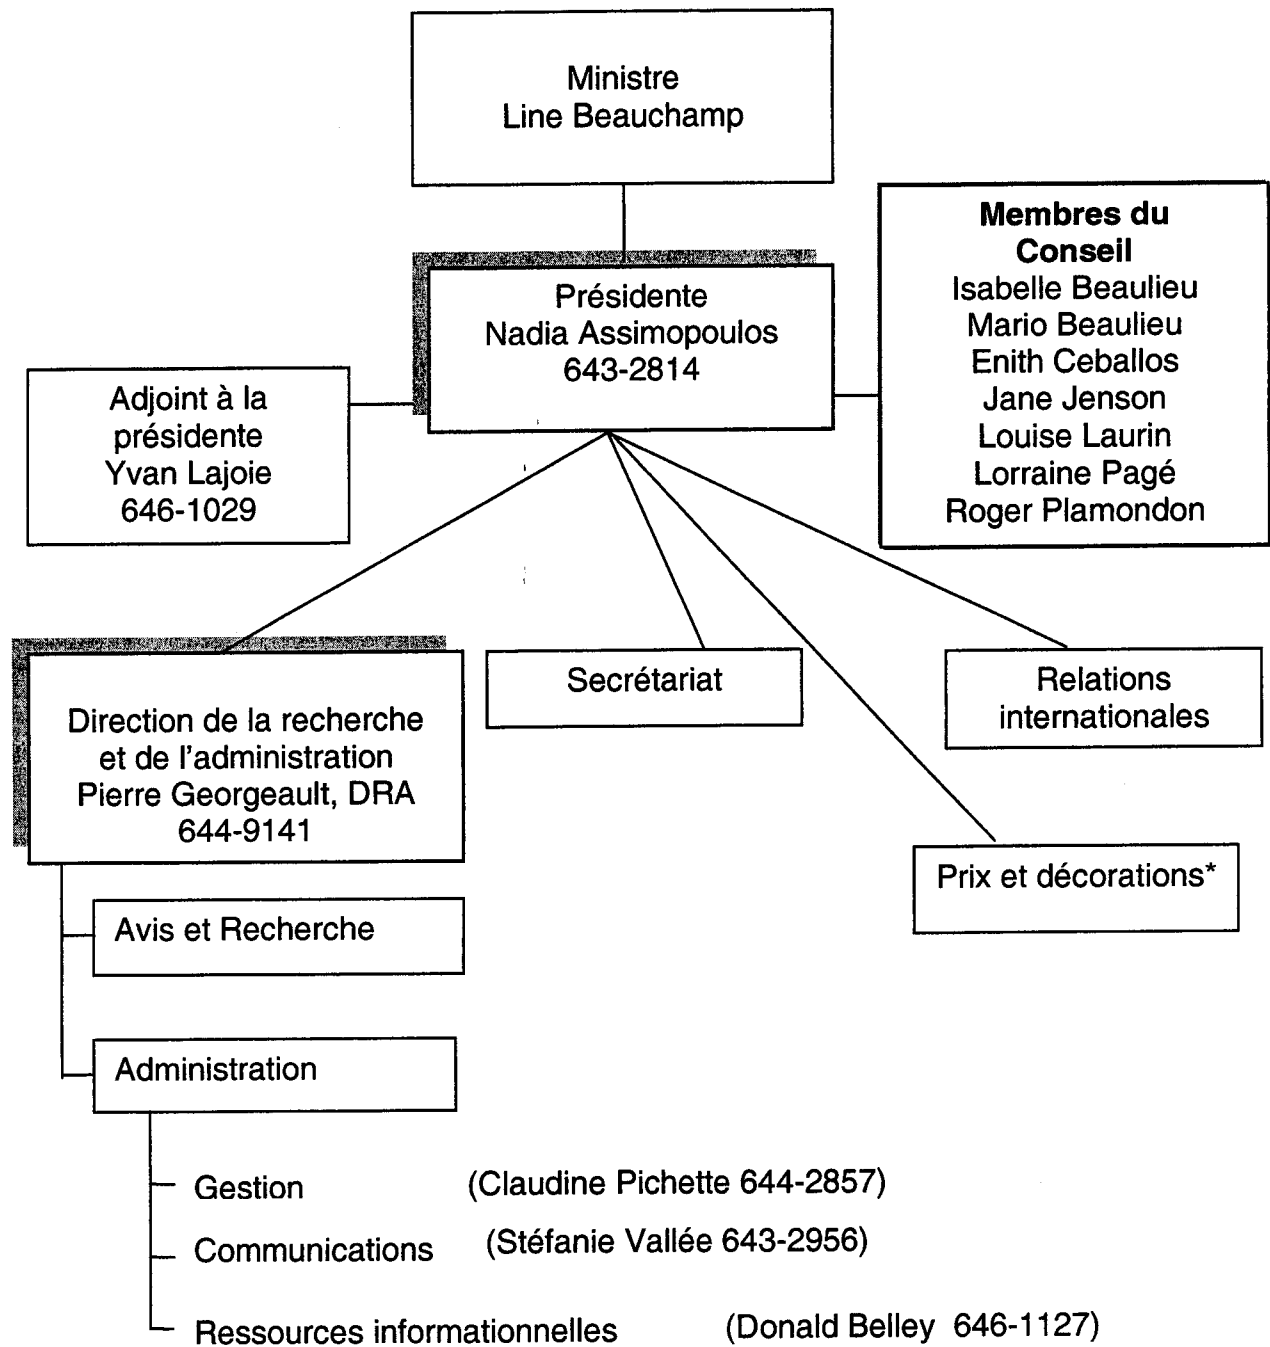 Ministre
Line Beauchamp
Membres du
Conseil
Isabelle Beaulieu
Mario Beaulieu
Enith Ceballos
Jane Jenson
Louise Laurin
Lorraine Pagé
Roger Plamondon
Présidente
Nadia Assimopoulos
643-2814
Adjoint à la
présidente
Yvan Lajoie
646-1029
Direction de la recherche
et de l'administration
Pierre Georgeault, DRA
644-9141
Secrétariat
Relations
internationales
Prix et décorations*
Avis et Recherche
Administration
Gestion (Claudine Pichette 644-2857)
Communications (Stéfanie Vallée 643-2956)
Ressources informationnelles (Donald Belley 646-1127)